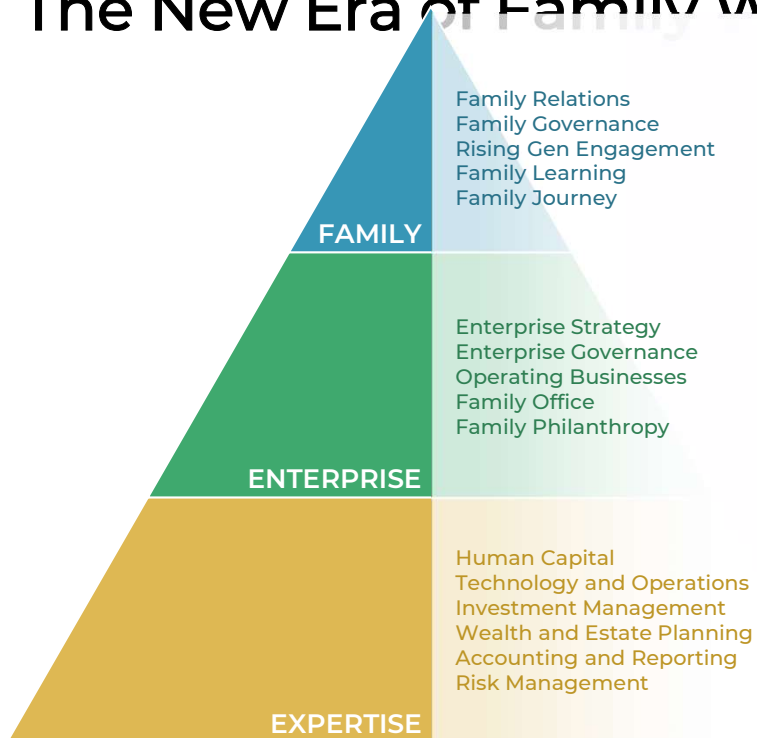 The New Era of Family
Family Relations
Family Governance
Rising Gen Engagement
Family Learning
Family Journey
FAMILY
Enterprise Strategy
Enterprise Governance
Operating Businesses
Family Office
Family Philanthropy
ENTERPRISE
Human Capital
Technology and Operations
Investment Management
Wealth and Estate Planning
Accounting and Reporting
Risk Management
EXPERTISE